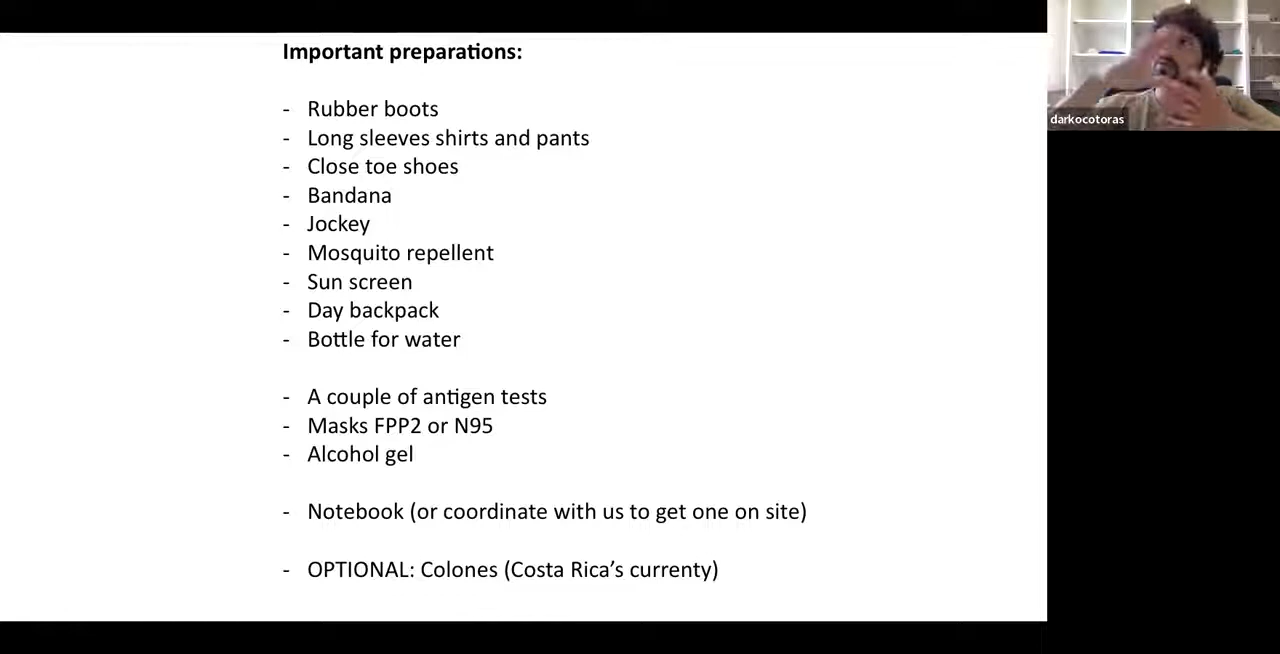 Important preparations:
- Rubber boots
- Long sleeves shirts and pants
- Close toe shoes
- Bandana
- Jockey
- Mosquito repellent
- Sun screen
- Day backpack
- Bottle for water
- A couple of antigen tests
- Masks FPP2 or N95
- Alcohol gel
- Notebook (or coordinate with us to get one on site)
- OPTIONAL: Colones (Costa Rica’s currenty)
darkocotoras